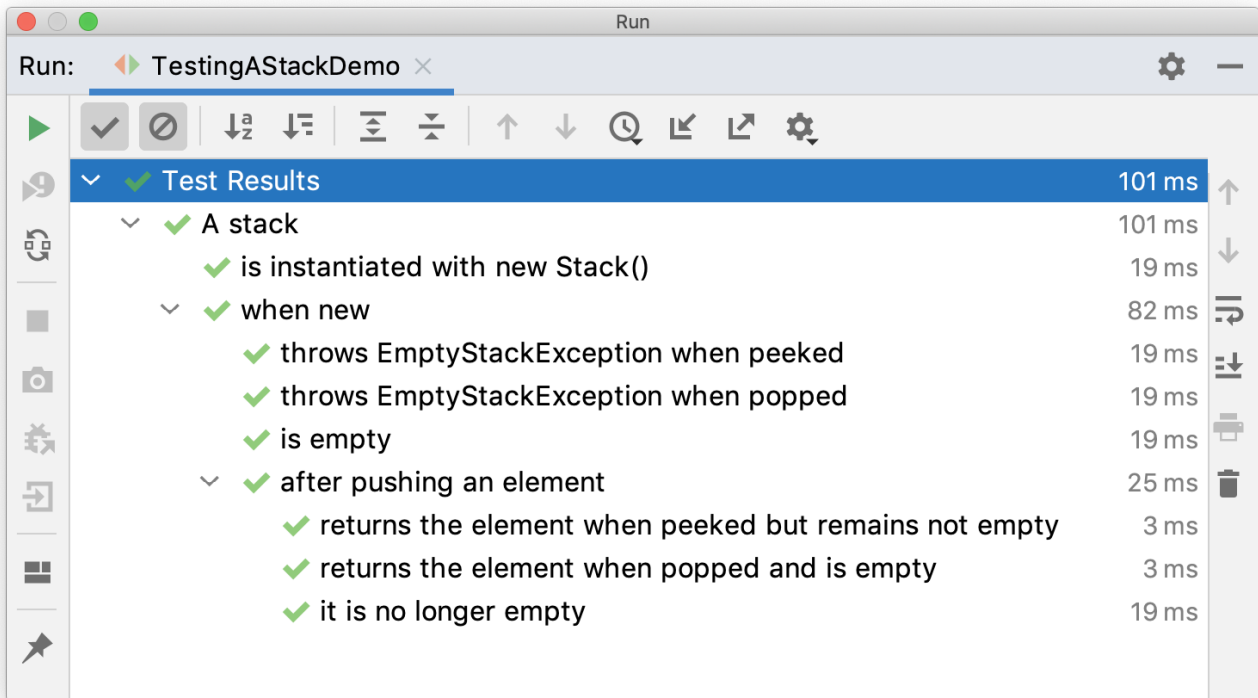 Run
Run: TestingAStackDemo
Test Results 101 ms
A stack 101 ms
is instantiated with new Stack() 19 ms
when new 82 ms
throws EmptyStackException when peeked 19 ms
throws EmptyStackException when popped 19 ms
is empty 19 ms
after pushing an element 25 ms
returns the element when peeked but remains not empty 3 ms
returns the element when popped and is empty 3 ms
it is no longer empty 19 ms